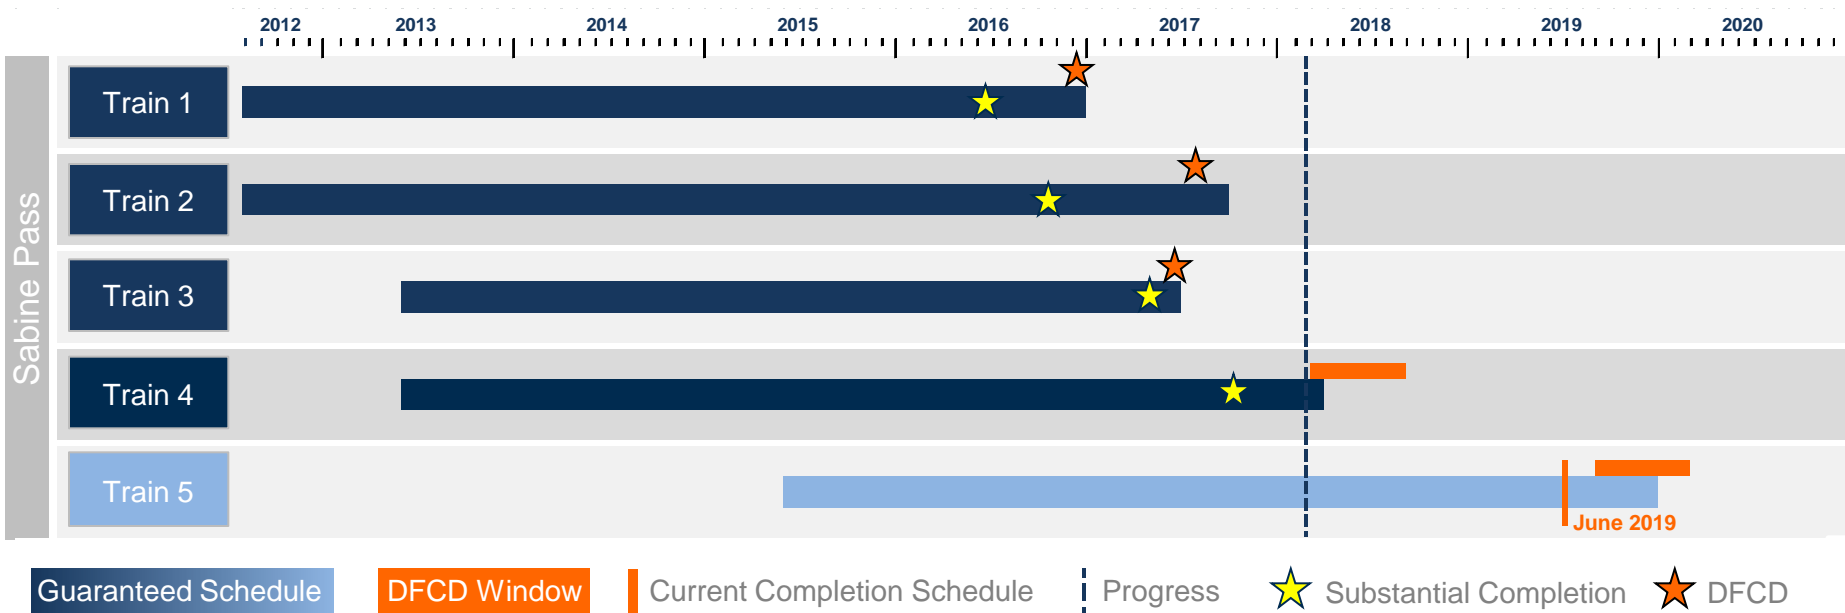 2012 2013 2014 2015 2016 2017 2018 2019 2020
Sabine Pass
Train 1
Train 2
Train 3
Train 4
Train 5
June 2019
Guaranteed Schedule DFCD Window Current Completion Schedule Progress Substantial Completion DFCD